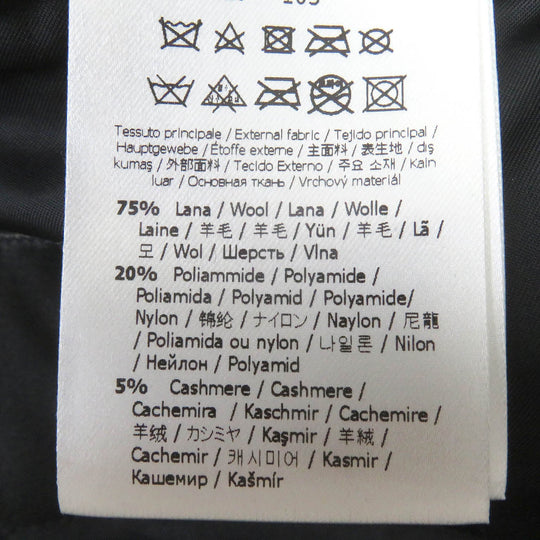 Tessuto principale / External fabric / Tejido principal /
Hauptgewebe / Étoffe externe / 主面料 / 表生地 / diş
kumaş / 外部面料 / Tecido Externo / 주요 소재 / Kain
luar / Основная ткань / Vrchový materiál
75% Lana / Wool / Lana / Wolle /
Laine / 羊毛 / 羊毛 / Yün / 羊毛 / Lã /
모 / Wol / Шерсть / Vlna
20% Poliammide / Polyamide /
Poliamida / Polyamid / Polyamide/
Nylon / 锦纶 / ナイロン / Naylon / 尼龍
/ Poliamida ou nylon / 나일론 / Nilon
/ Нейлон / Polyamid
5% Cashmere / Cashmere /
Cachemira / Kaschmir / Cachemire /
羊绒 / カシミヤ / Kaşmir / 羊絨 /
Cachemir / 캐시미어 / Kasmir /
Кашемир / Kašmír